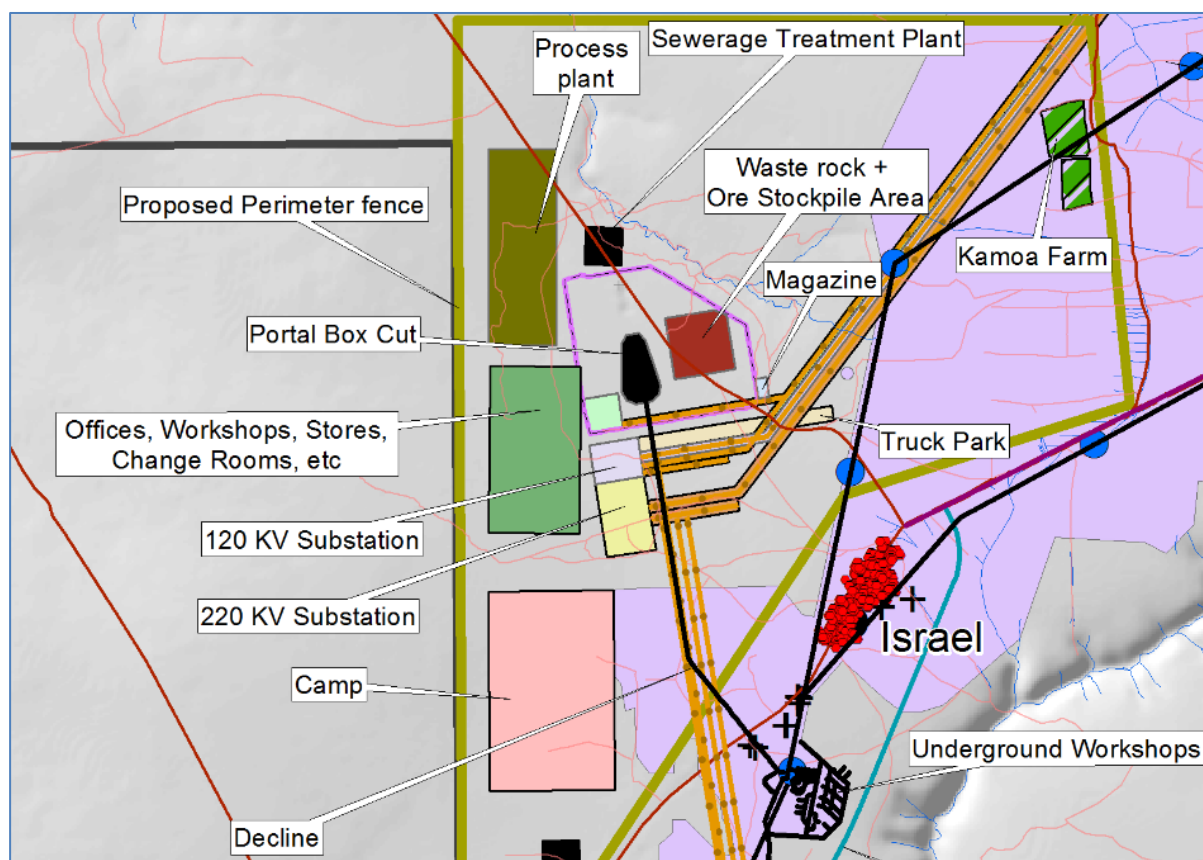 Sewerage Treatment Plant
Process
plant
Waste rock +
Ore Stockpile Area
Proposed Perimeter fence
Kamoa Farm
Magazine
Portal Box Cut
Offices, Workshops, Stores,
Change Rooms, etc
Truck Park
120 KV Substation
220 KV Substation
Israel
Camp
Underground Workshops
Decline